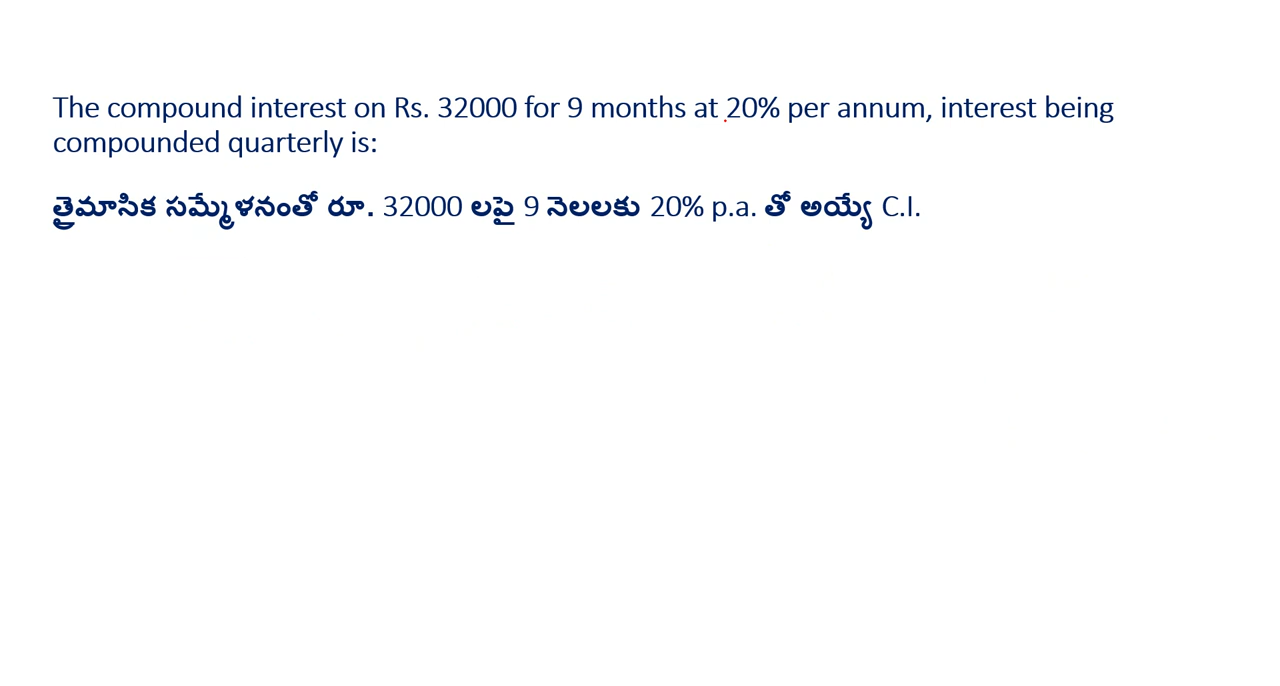 The compound interest on Rs. 32000 for 9 months at 20% per annum, interest being
compounded quarterly is:
త్రైమాసిక సమ్మేళనంతో రూ. 32000 లపై 9 నెలలకు 20% p.a. తో అయ్యే C.I.